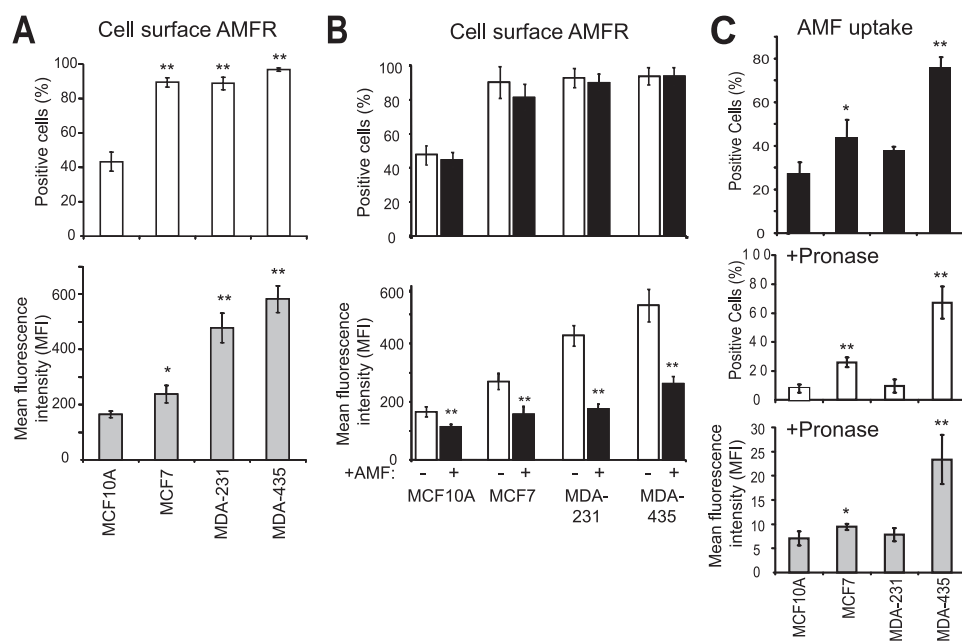 A
Cell surface AMFR
Positive cells (%)
100
80
60
40
20
0
**
**
**
Mean fluorescence
intensity (MFI)
600
400
200
0
*
**
**
MCF10A
MCF7
MDA-231
MDA-435
B
Cell surface AMFR
Positive cells (%)
100
80
60
40
20
0
Mean fluorescence
intensity (MFI)
600
400
200
0
**
**
**
**
+AMF:
- + - + - + - +
MCF10A MCF7 MDA- MDA-
231 435
C
AMF uptake
Positive Cells (%)
80
60
40
20
0
*
**
+Pronase
Positive Cells (%)
100
80
60
40
20
0
**
**
+Pronase
Mean fluorescence
intensity (MFI)
30
25
20
15
10
5
0
*
**
MCF10A
MCF7
MDA-231
MDA-435